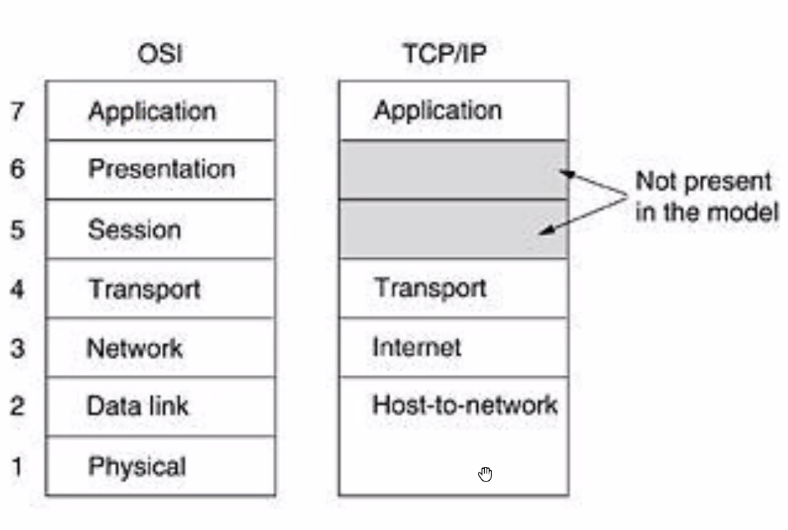 OSI
TCP/IP
7
Application
Application
6
Presentation
Not present
in the model
5
Session
4
Transport
Transport
3
Network
Internet
2
Data link
Host-to-network
1
Physical